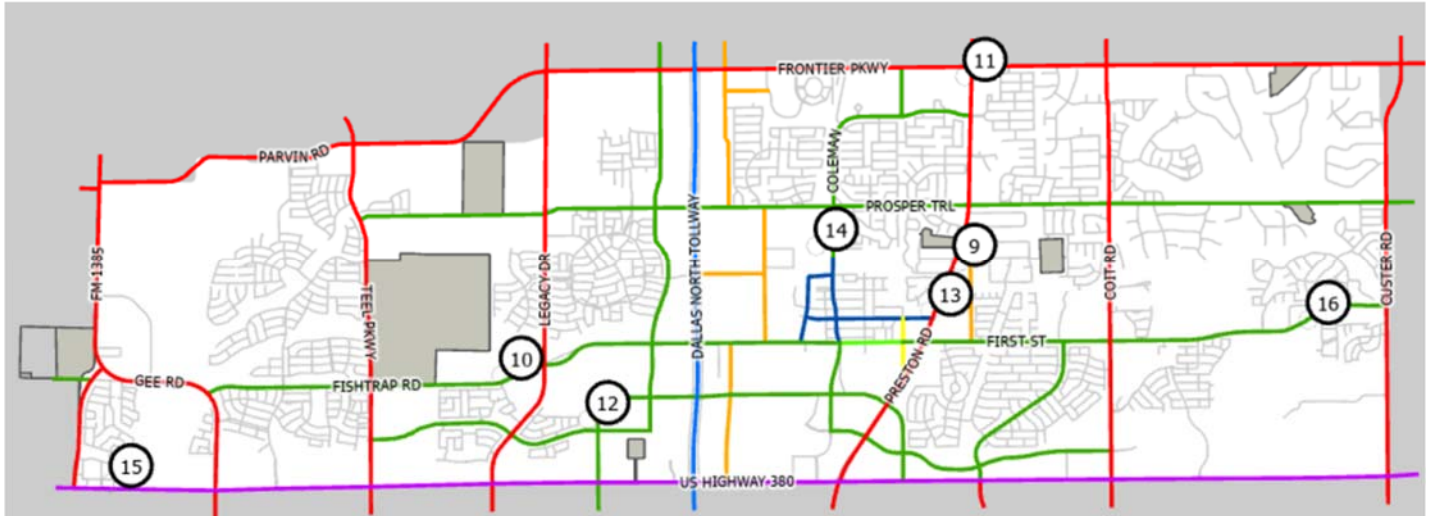 11
FRONTIER PKWY
PARVIN RD
COLEMAN
PROSPER TRL
14
9
FM-1385
LEGACY DR
DALLAS NORTH TOLLWAY
COIT RD
CUSTER RD
TEEL PKWY
13
16
10
FIRST ST
PRESTON RD
GEE RD
FISHTRAP RD
12
15
US HIGHWAY 380